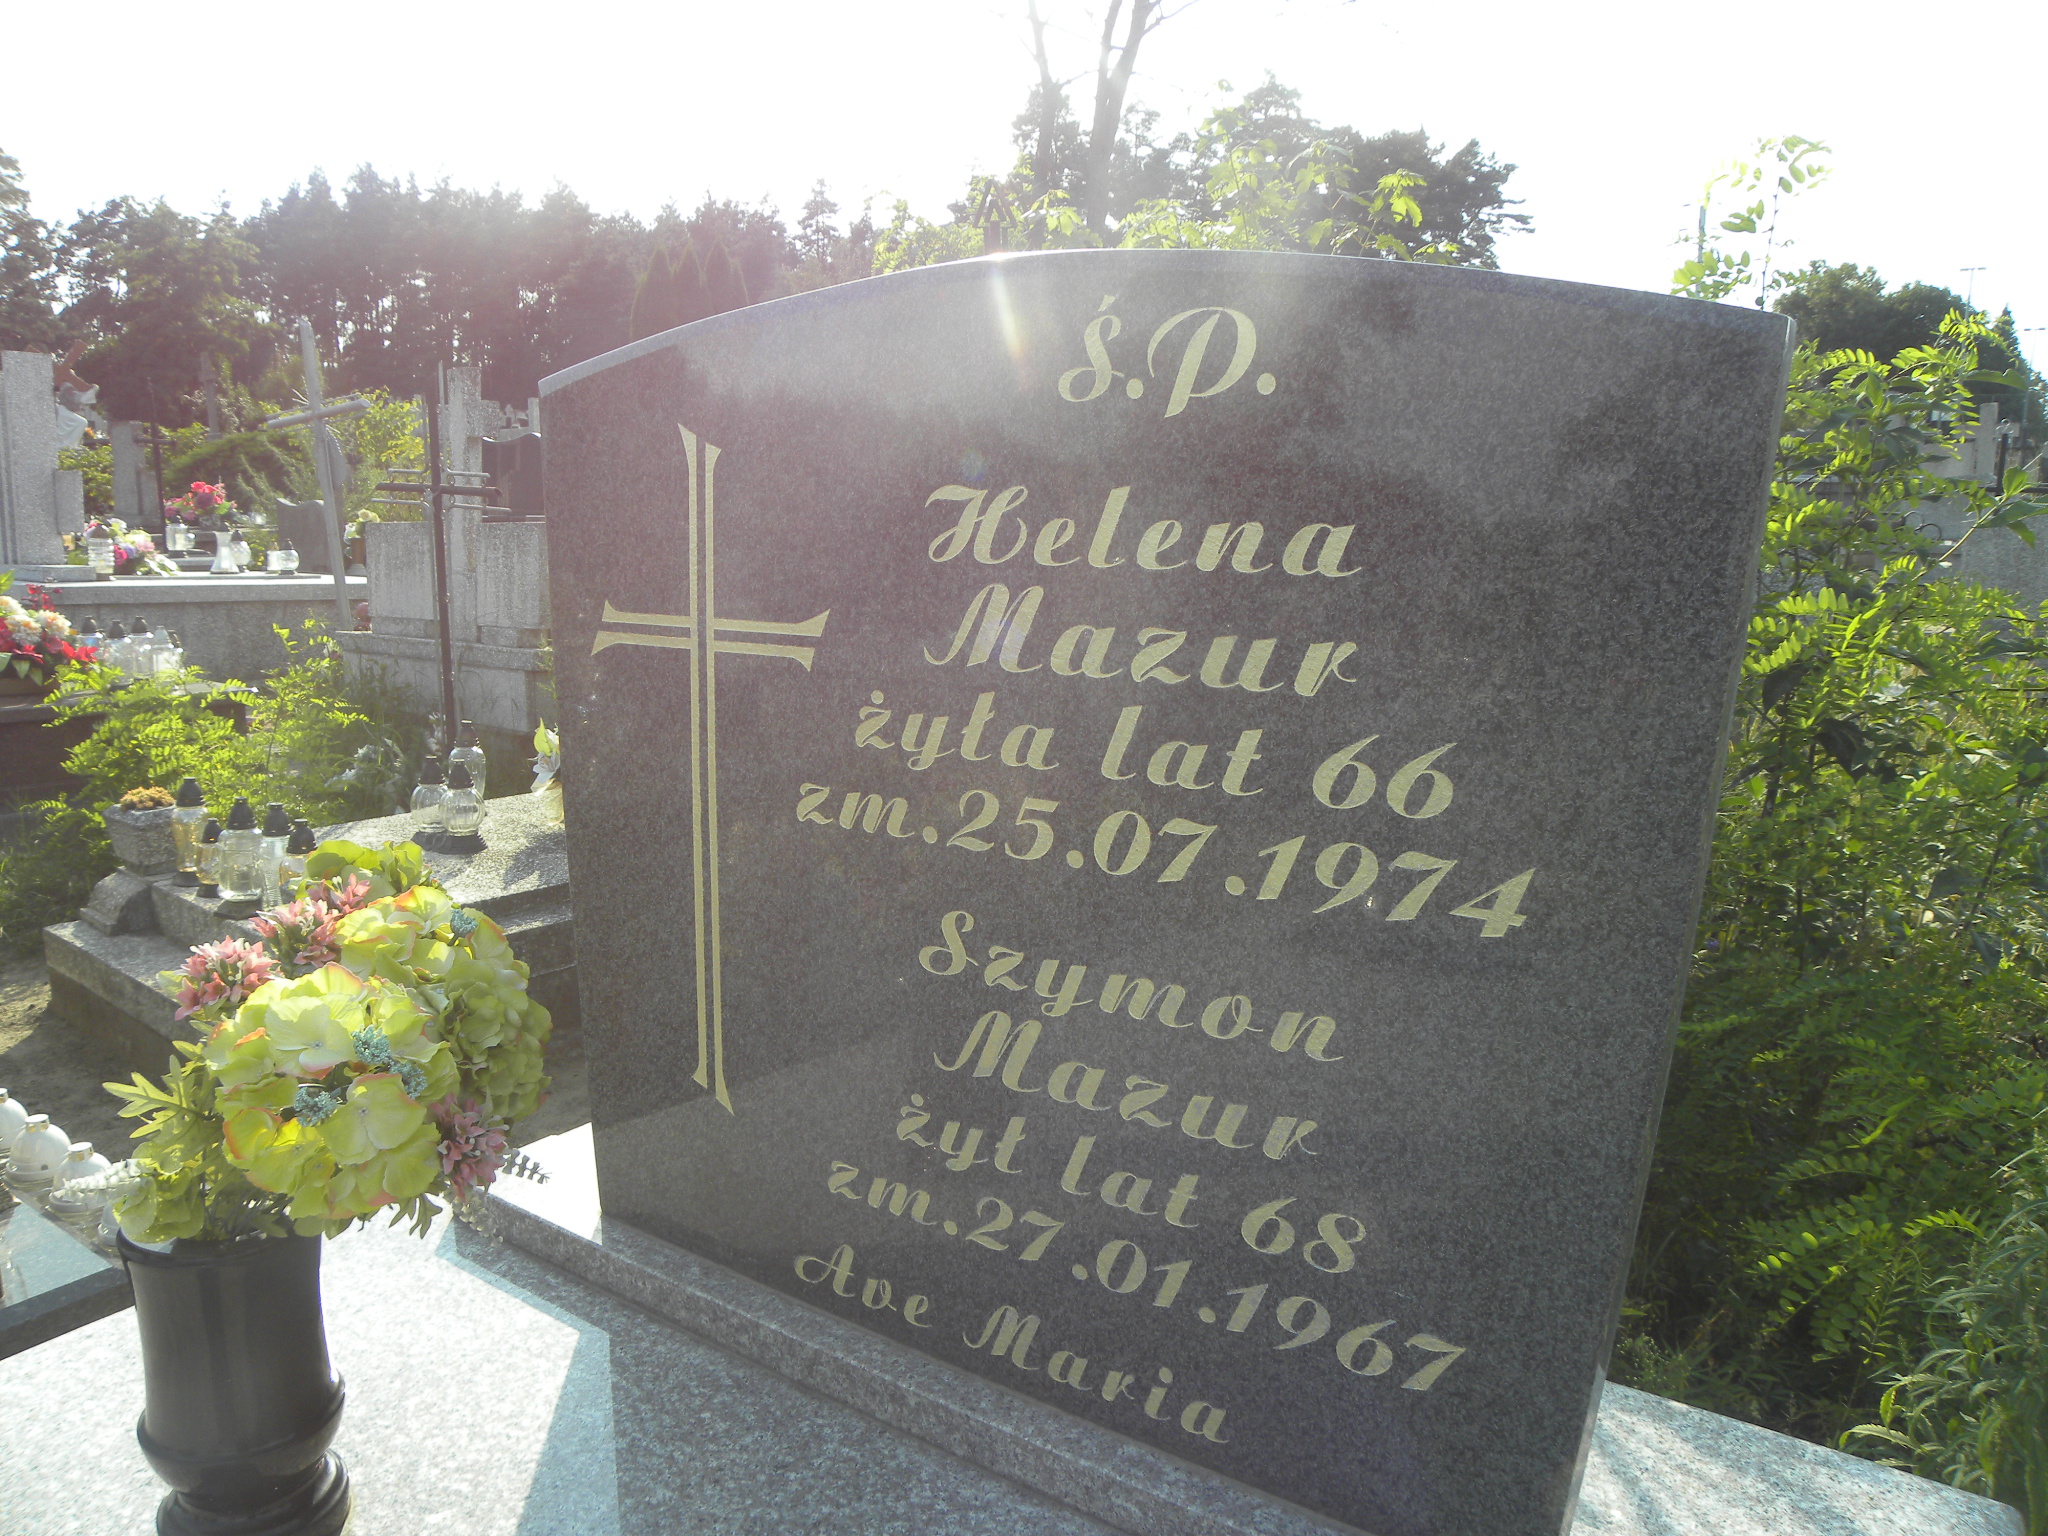 Ś.P.
Helena
Mazur
żyła lat 66
zm.25.07.1974
Szymon
Mazur
żył lat 68
zm.27.01.1967
Ave Maria